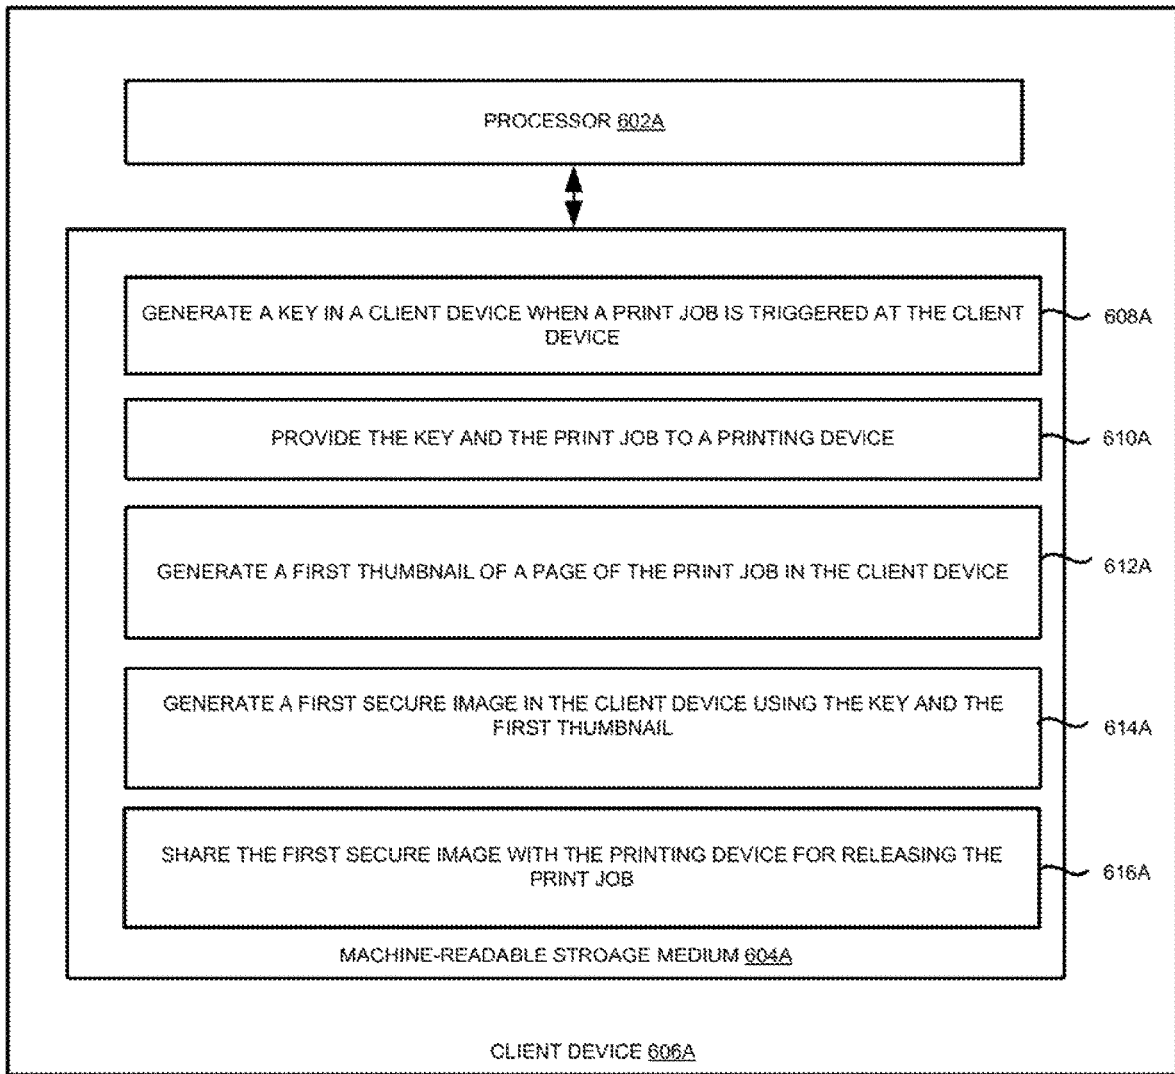 PROCESSOR 602A
GENERATE A KEY IN A CLIENT DEVICE WHEN A PRINT JOB IS TRIGGERED AT THE CLIENT
DEVICE
608A
PROVIDE THE KEY AND THE PRINT JOB TO A PRINTING DEVICE
610A
GENERATE A FIRST THUMBNAIL OF A PAGE OF THE PRINT JOB IN THE CLIENT DEVICE
612A
GENERATE A FIRST SECURE IMAGE IN THE CLIENT DEVICE USING THE KEY AND THE
FIRST THUMBNAIL
614A
SHARE THE FIRST SECURE IMAGE WITH THE PRINTING DEVICE FOR RELEASING THE
PRINT JOB
616A
MACHINE-READABLE STROAGE MEDIUM 604A
CLIENT DEVICE 606A